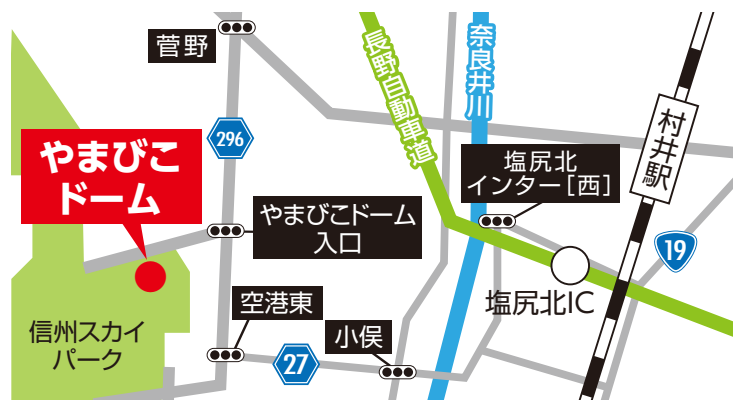 菅野
長野自動車道
奈良井川
村井駅
296
やまびこ
ドーム
塩尻北
インター[西]
やまびこドーム
入口
19
塩尻北IC
空港東
信州スカイ
パーク
小俣
27